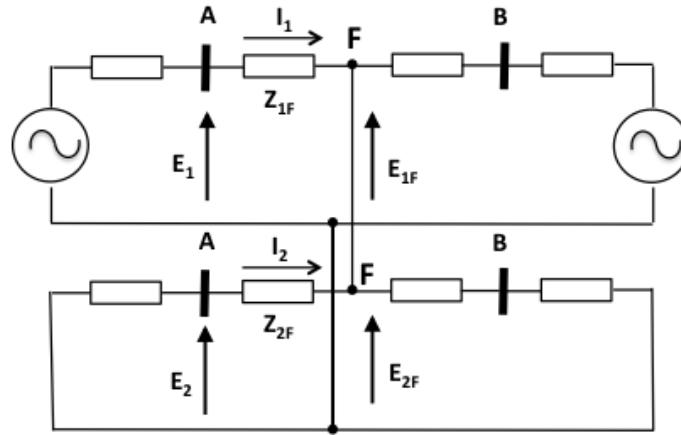 A I₁ B
F
Z₁F
E₁ E₁F
A I₂ B
F
Z₂F
E₂ E₂F